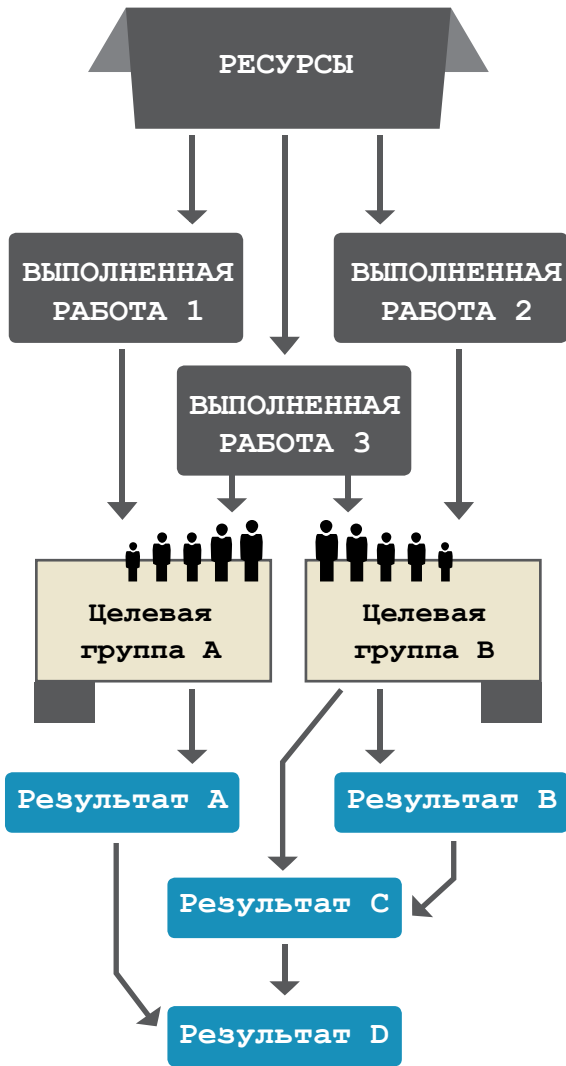 РЕСУРСЫ
ВЫПОЛНЕННАЯ
РАБОТА 1
ВЫПОЛНЕННАЯ
РАБОТА 2
ВЫПОЛНЕННАЯ
РАБОТА 3
Целевая
группа А
Целевая
группа В
Результат А
Результат В
Результат С
Результат D